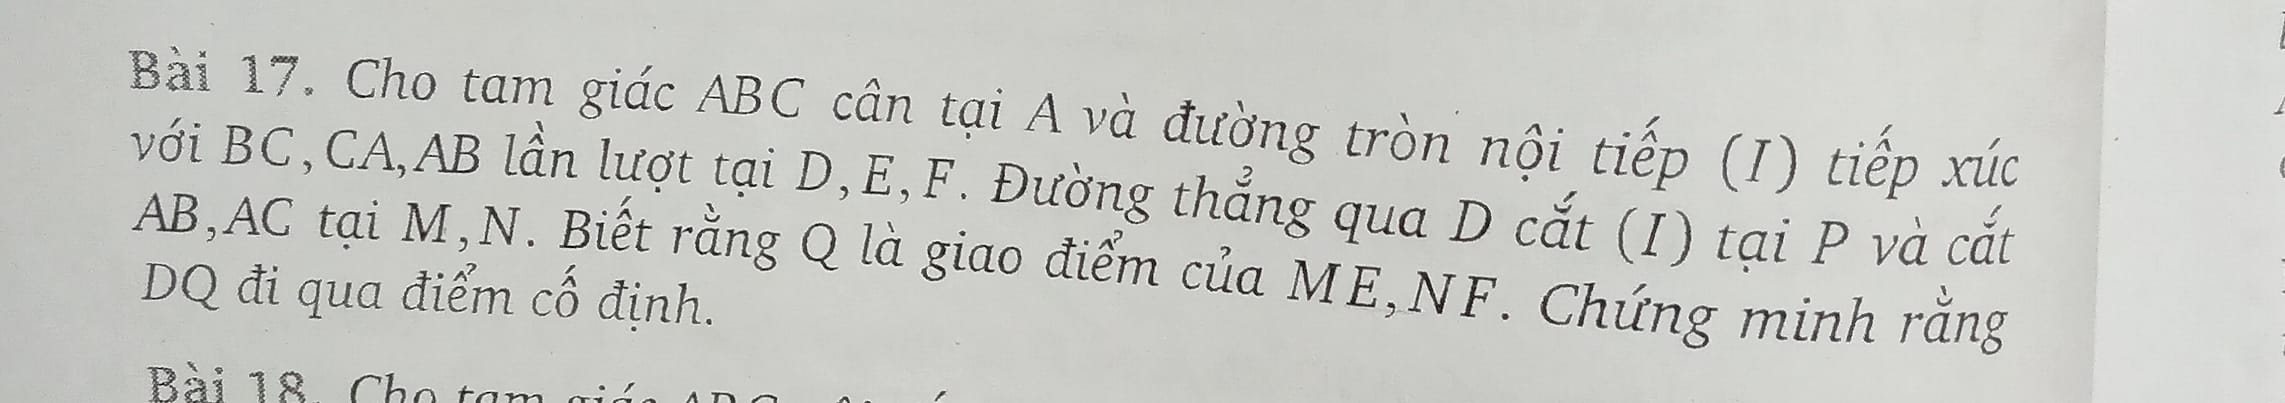 Bài 17. Cho tam giác ABC cân tại A và đường tròn nội tiếp (I) tiếp xúc
với BC, CA, AB lần lượt tại D, E, F. Đường thẳng qua D cắt (I) tại P và cắt
AB, AC tại M, N. Biết rằng Q là giao điểm của ME, NF. Chứng minh rằng
DQ đi qua điểm cố định.
Bài 18. Cho tam giác